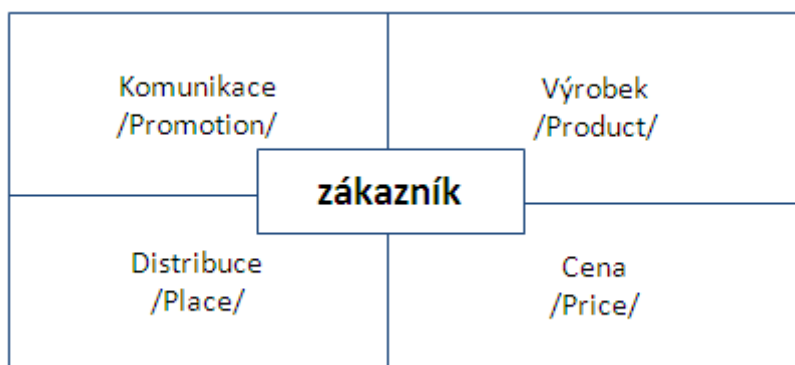 Komunikace
/Promotion/
Výrobek
/Product/
zákazník
Distribuce
/Place/
Cena
/Price/